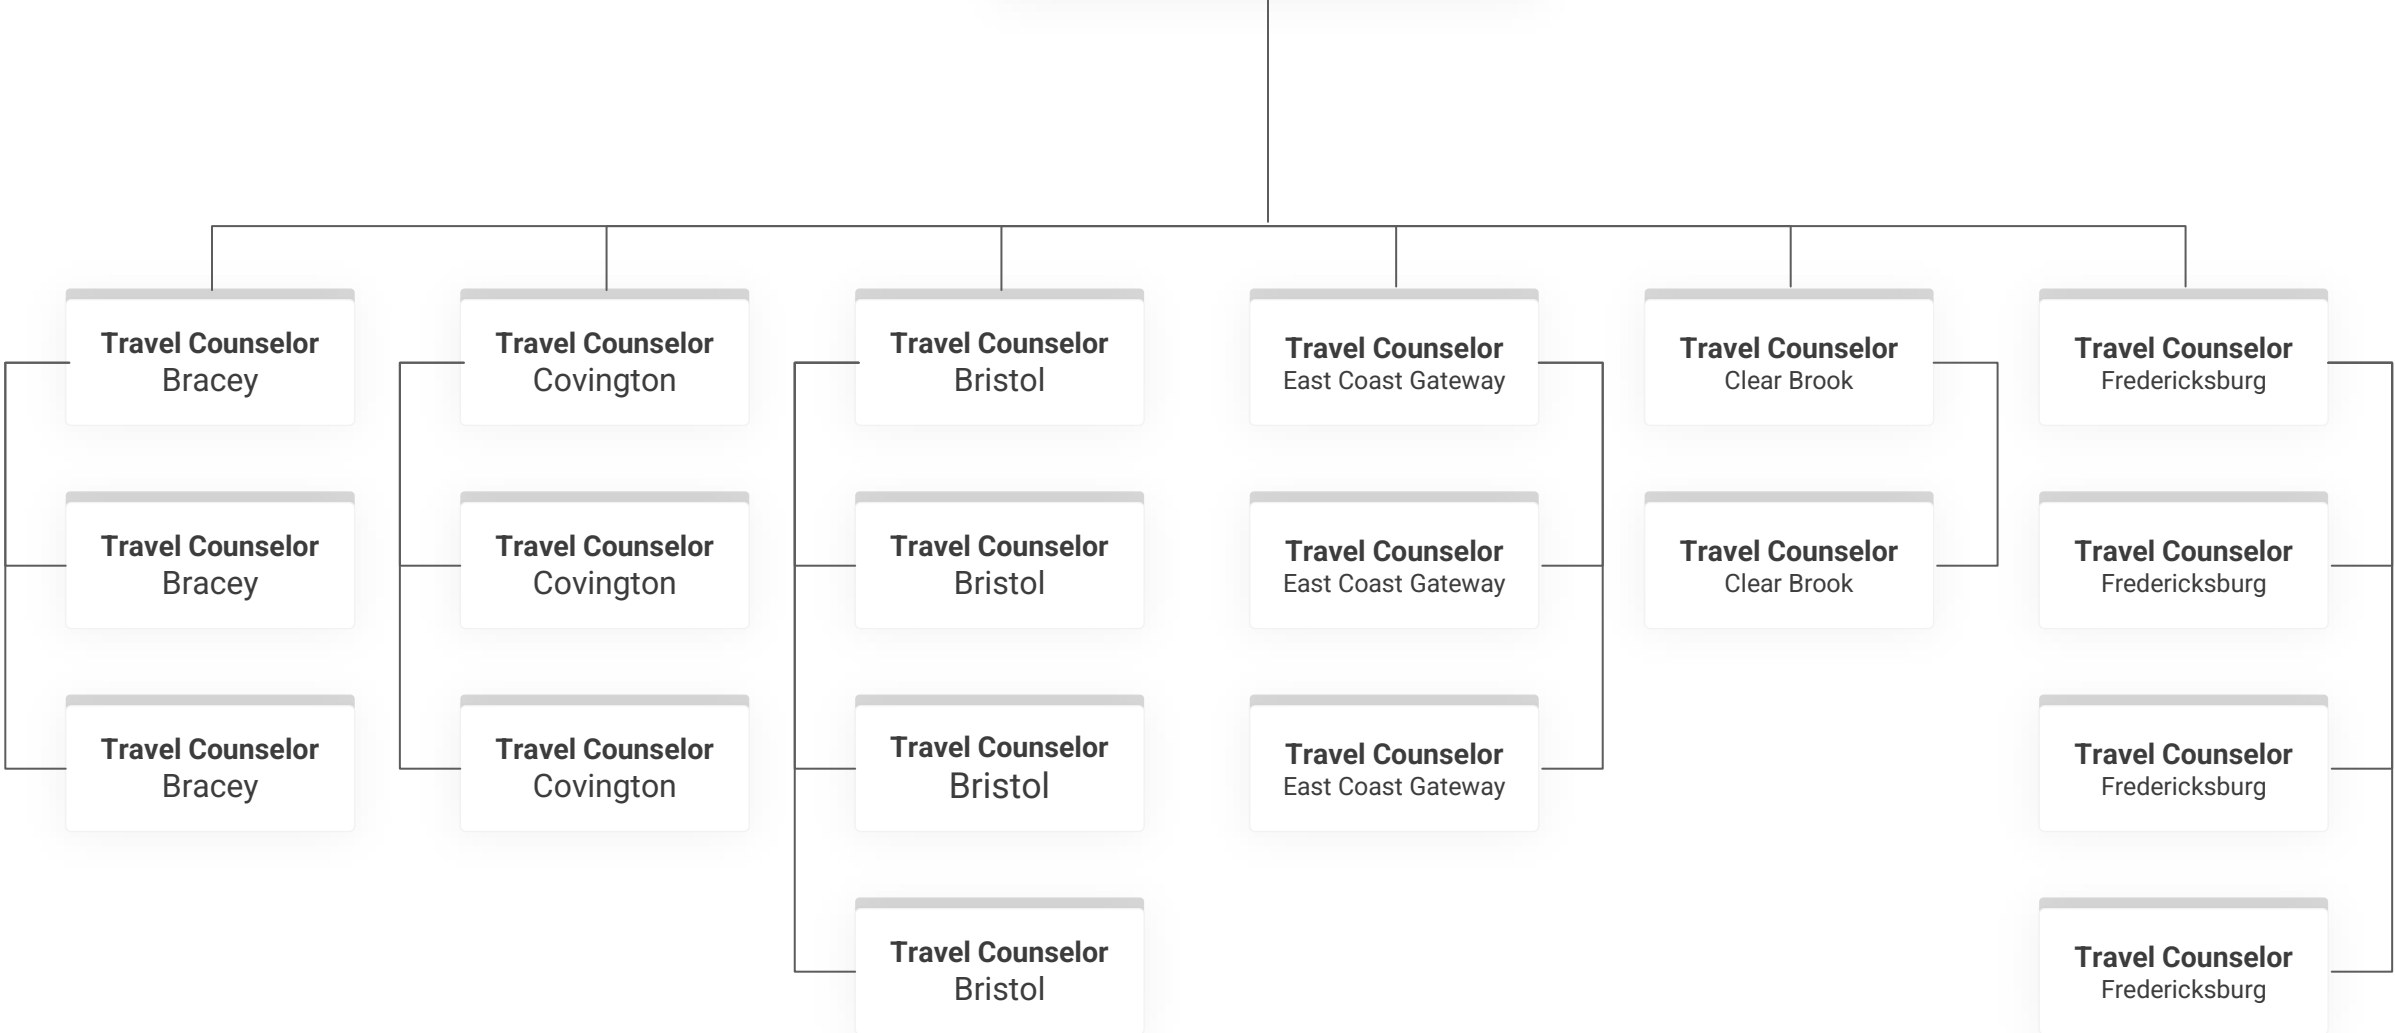 Travel Counselor
Bracey
Travel Counselor
Covington
Travel Counselor
Bristol
Travel Counselor
East Coast Gateway
Travel Counselor
Clear Brook
Travel Counselor
Fredericksburg
Travel Counselor
Bracey
Travel Counselor
Covington
Travel Counselor
Bristol
Travel Counselor
East Coast Gateway
Travel Counselor
Clear Brook
Travel Counselor
Fredericksburg
Travel Counselor
Bracey
Travel Counselor
Covington
Travel Counselor
Bristol
Travel Counselor
East Coast Gateway
Travel Counselor
Fredericksburg
Travel Counselor
Bristol
Travel Counselor
Fredericksburg